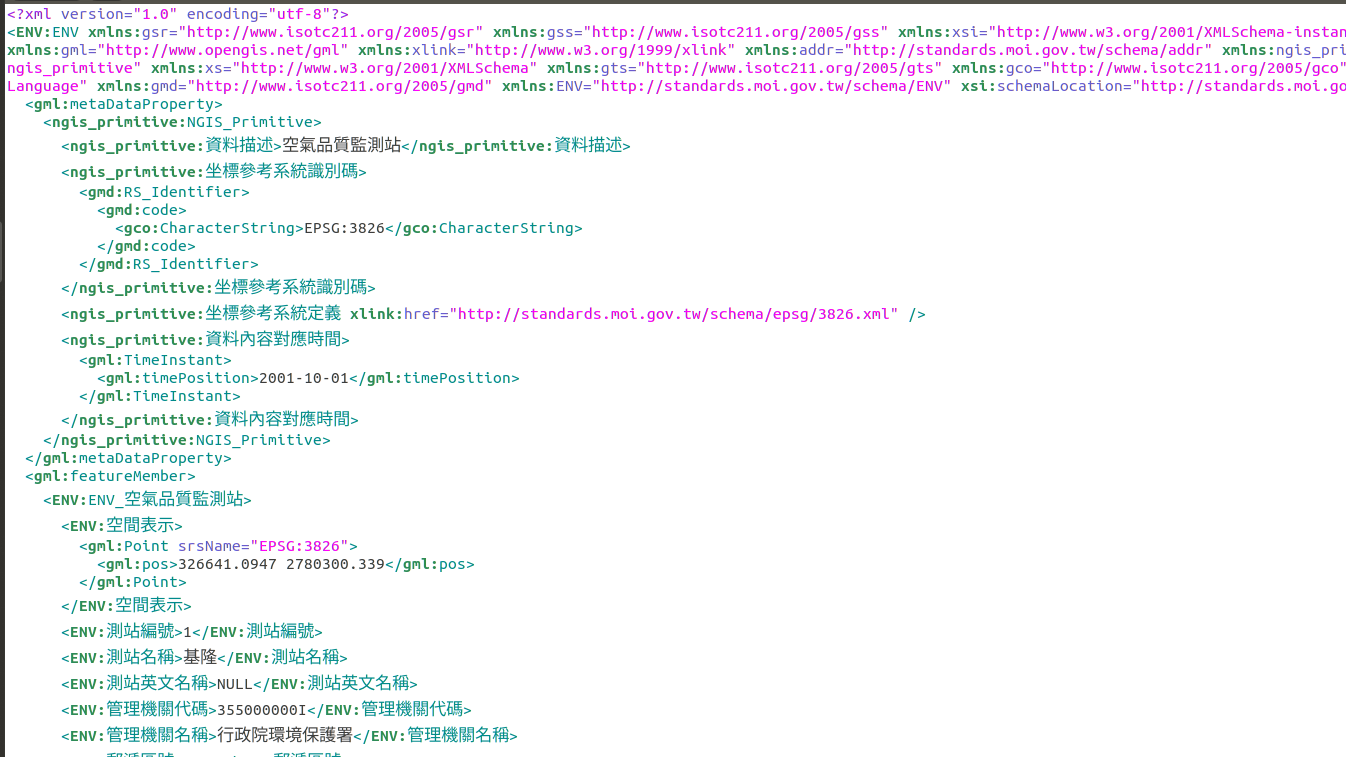 <?xml version="1.0" encoding="utf-8"?>
<ENV:ENV xmlns:gsr="http://www.isotc211.org/2005/gsr" xmlns:gss="http://www.isotc211.org/2005/gss" xmlns:xsi="http://www.w3.org/2001/XMLSchema-instan
xmlns:gml="http://www.opengis.net/gml" xmlns:xlink="http://www.w3.org/1999/xlink" xmlns:addr="http://standards.moi.gov.tw/schema/addr" xmlns:ngis_pri
ngis_primitive" xmlns:xs="http://www.w3.org/2001/XMLSchema" xmlns:gts="http://www.isotc211.org/2005/gts" xmlns:gco="http://www.isotc211.org/2005/gco"
Language" xmlns:gmd="http://www.isotc211.org/2005/gmd" xmlns:ENV="http://standards.moi.gov.tw/schema/ENV" xsi:schemaLocation="http://standards.moi.go
<gml:metaDataProperty>
<ngis_primitive:NGIS_Primitive>
<ngis_primitive:資料描述>空氣品質監測站</ngis_primitive:資料描述>
<ngis_primitive:坐標參考系統識別碼>
<gmd:RS_Identifier>
<gmd:code>
<gco:CharacterString>EPSG:3826</gco:CharacterString>
</gmd:code>
</gmd:RS_Identifier>
</ngis_primitive:坐標參考系統識別碼>
<ngis_primitive:坐標參考系統定義 xlink:href="http://standards.moi.gov.tw/schema/epsg/3826.xml" />
<ngis_primitive:資料內容對應時間>
<gml:TimeInstant>
<gml:timePosition>2001-10-01</gml:timePosition>
</gml:TimeInstant>
</ngis_primitive:資料內容對應時間>
</ngis_primitive:NGIS_Primitive>
</gml:metaDataProperty>
<gml:featureMember>
<ENV:ENV_空氣品質監測站>
<ENV:空間表示>
<gml:Point srsName="EPSG:3826">
<gml:pos>326641.0947 2780300.339</gml:pos>
</gml:Point>
</ENV:空間表示>
<ENV:測站編號>1</ENV:測站編號>
<ENV:測站名稱>基隆</ENV:測站名稱>
<ENV:測站英文名稱>NULL</ENV:測站英文名稱>
<ENV:管理機關代碼>355000000I</ENV:管理機關代碼>
<ENV:管理機關名稱>行政院環境保護署</ENV:管理機關名稱>